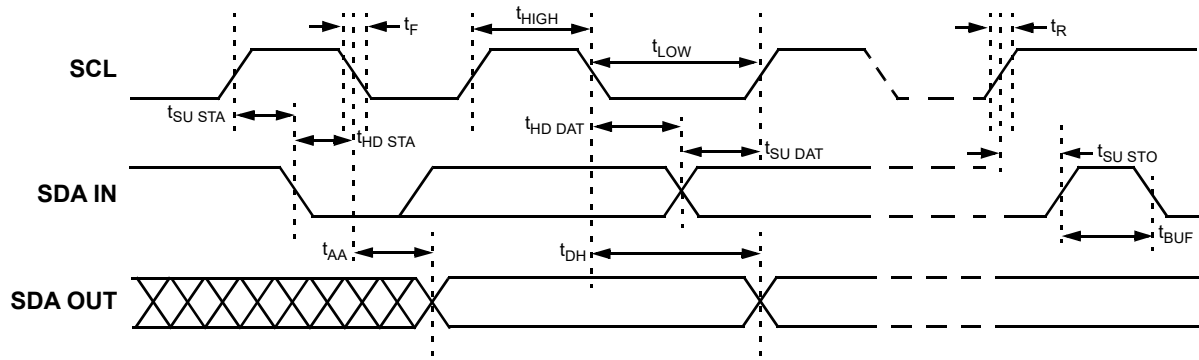 tF
tHIGH
tR
tLOW
SCL
tSU STA
tHD STA
tHD DAT
tSU DAT
tSU STO
SDA IN
tAA
tDH
tBUF
SDA OUT